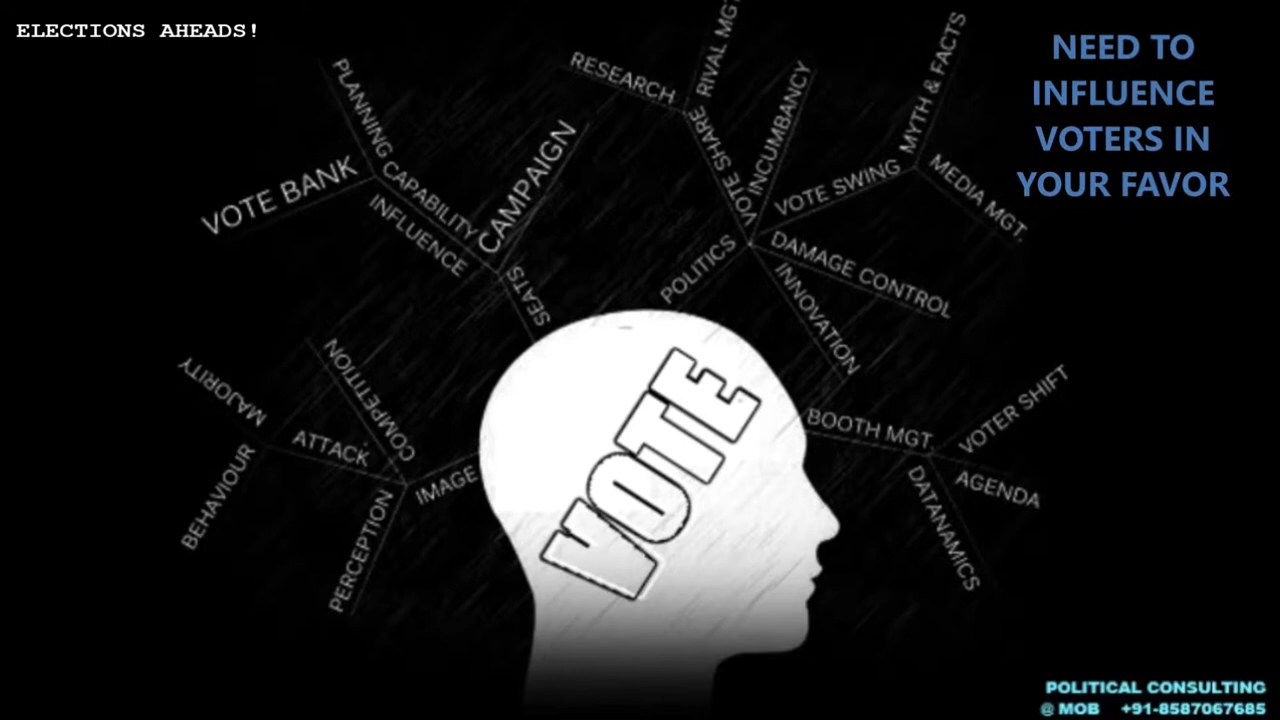 ELECTIONS AHEADS!
NEED TO
INFLUENCE
VOTERS IN
YOUR FAVOR
PLANNING
VOTE BANK
CAPABILITY
INFLUENCE
CAMPAIGN
SEATS
RESEARCH
RIVAL MGT
VOTE SHARE
INCUMBANCY
POLITICS
VOTE SWING
MYTH & FACTS
MEDIA MGT.
DAMAGE CONTROL
INNOVATION
MAJORITY
BEHAVIOUR
ATTACK
COMPETITION
PERCEPTION
IMAGE
VOTE
BOOTH MGT.
VOTER SHIFT
AGENDA
DATANAMICS
POLITICAL CONSULTING
@ MOB +91-8587067685